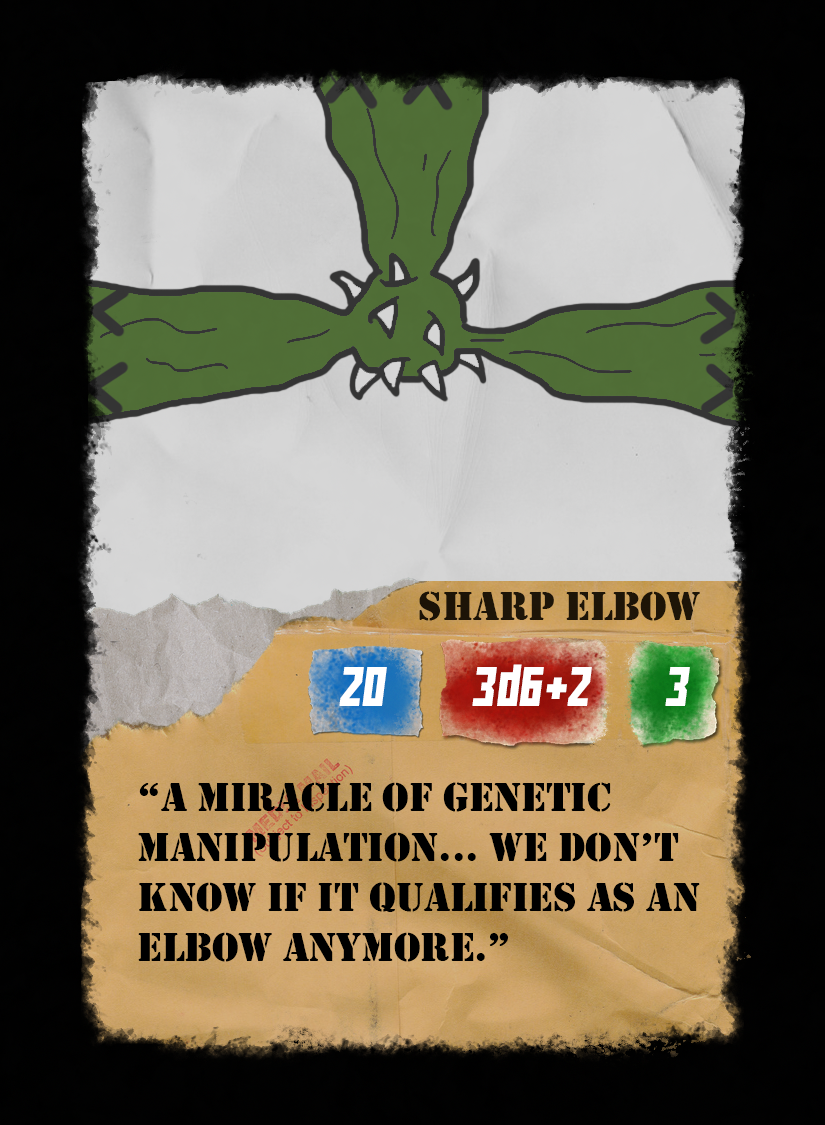 SHARP ELBOW
20 3d6+2 3
“A MIRACLE OF GENETIC
MANIPULATION... WE DON’T
KNOW IF IT QUALIFIES AS AN
ELBOW ANYMORE.”